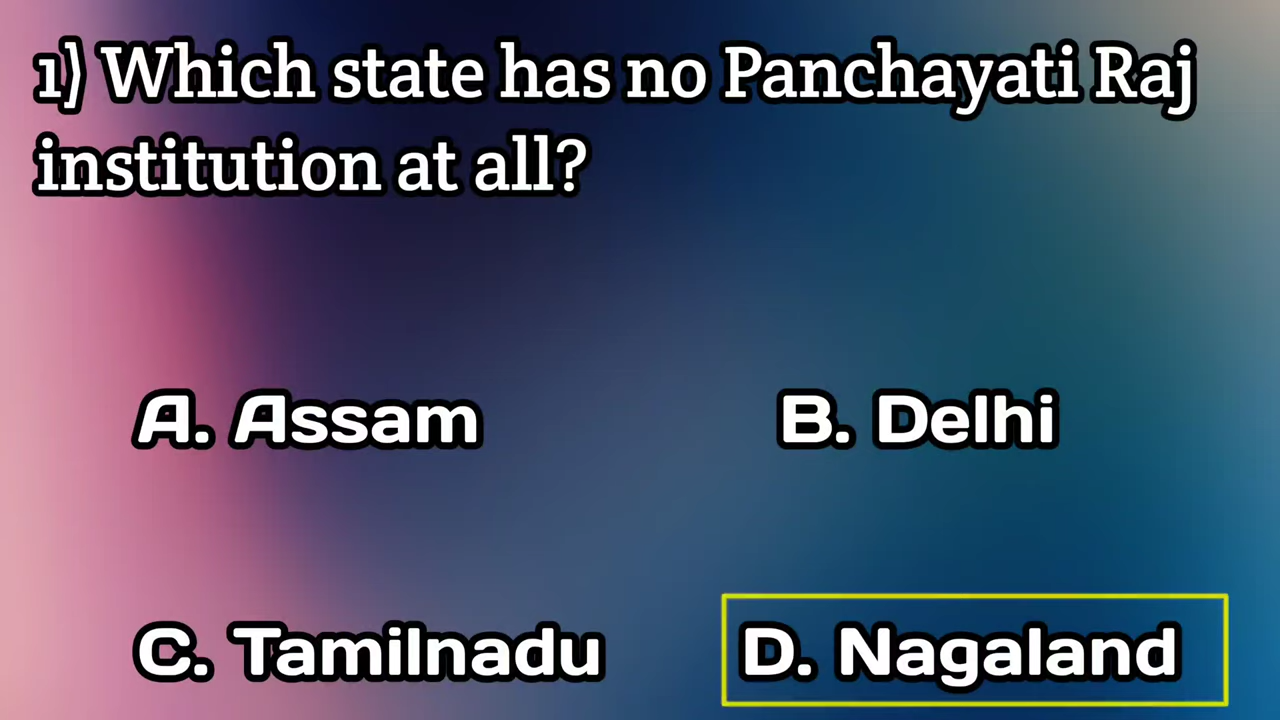 1) Which state has no Panchayati Raj
institution at all?
A. Assam
B. Delhi
C. Tamilnadu
D. Nagaland